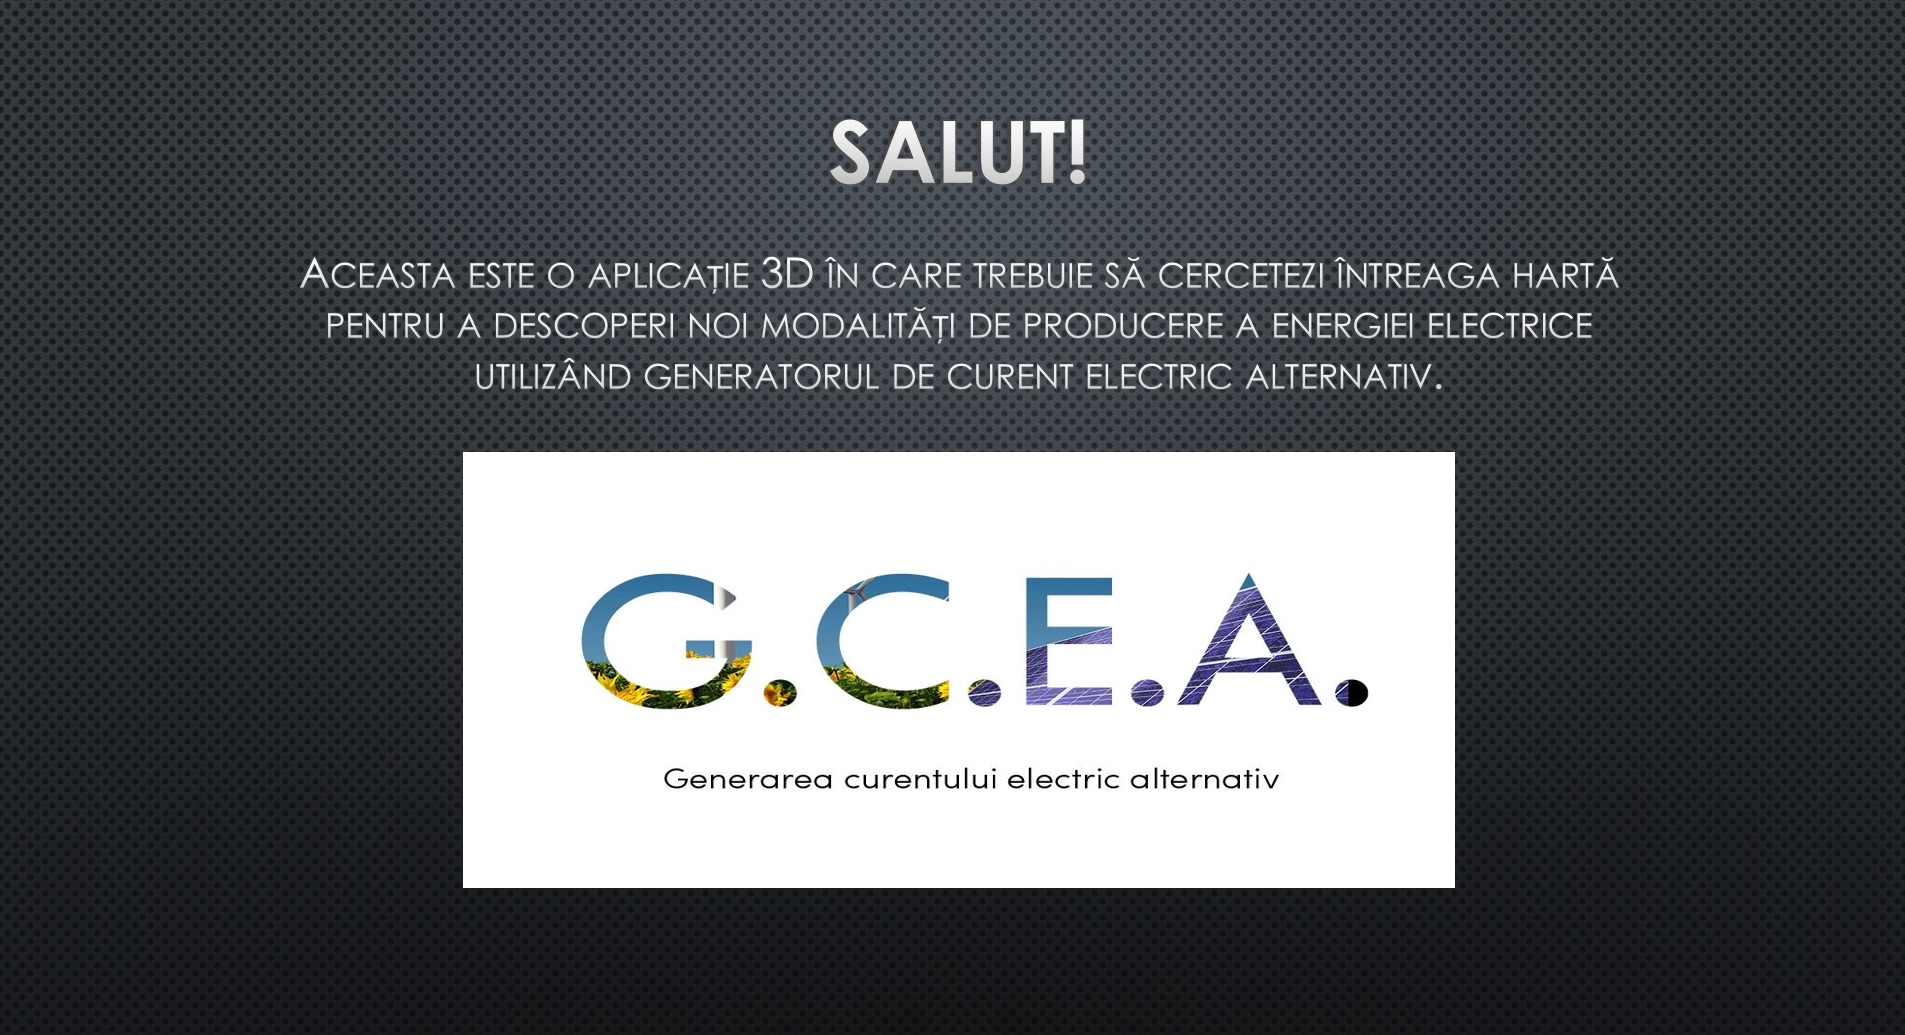 SALUT!
ACEASTA ESTE O APLICAȚIE 3D ÎN CARE TREBUIE SĂ CERCETEZI ÎNTREAGA HARTĂ
PENTRU A DESCOPERI NOI MODALITĂȚI DE PRODUCERE A ENERGIEI ELECTRICE
UTILIZÂND GENERATORUL DE CURENT ELECTRIC ALTERNATIV.
G.C.E.A.
Generarea curentului electric alternativ